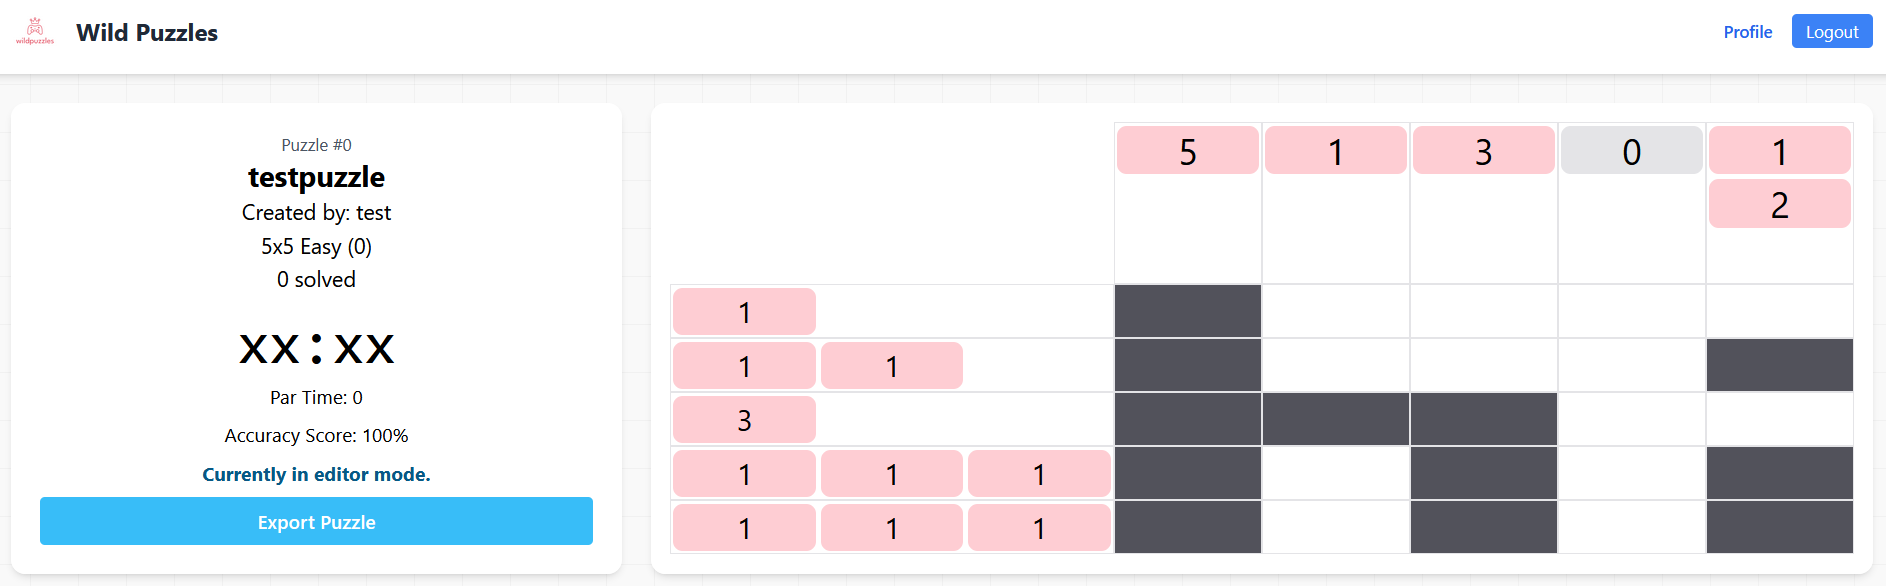 wildpuzzles
Wild Puzzles
Profile
Logout
Puzzle #0
testpuzzle
Created by: test
5x5 Easy (0)
0 solved
xx:xx
Par Time: 0
Accuracy Score: 100%
Currently in editor mode.
Export Puzzle
5 1 3 0 1
2
1
1 1
3
1 1 1
1 1 1